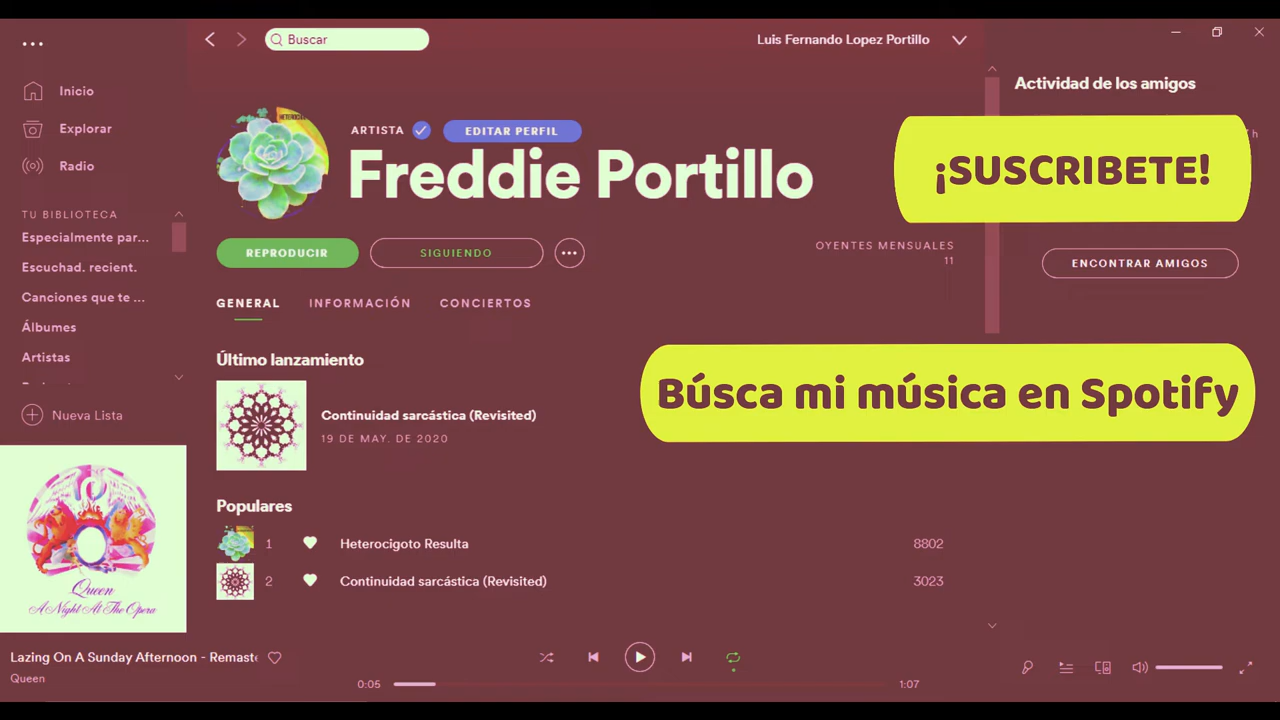 Buscar
Luis Fernando Lopez Portillo
Inicio
Explorar
Radio
TU BIBLIOTECA
Especialmente par...
Escuchad. recient.
Canciones que te ...
Álbumes
Artistas
Nueva Lista
HETEROCIG
ARTISTA
EDITAR PERFIL
Freddie Portillo
REPRODUCIR
SIGUIENDO
OYENTES MENSUALES
11
GENERAL
INFORMACIÓN
CONCIERTOS
Último lanzamiento
Continuidad sarcástica (Revisited)
19 DE MAY. DE 2020
Populares
1 Heterocigoto Resulta 8802
2 Continuidad sarcástica (Revisited) 3023
Actividad de los amigos
h
¡SUSCRIBETE!
ENCONTRAR AMIGOS
Búsca mi música en Spotify
Queen
A Night At The Opera
Lazing On A Sunday Afternoon - Remaste
Queen
0:05
1:07